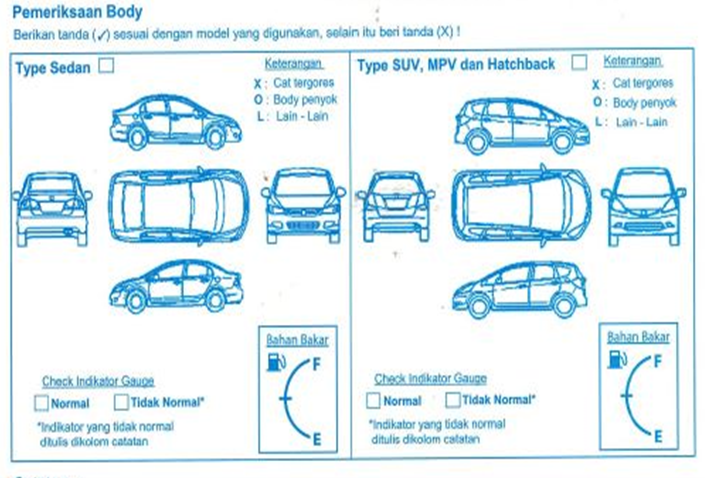 Pemeriksaan Body
Berikan tanda (✓) sesuai dengan model yang digunakan, selain itu beri tanda (X) !
Type Sedan
Keterangan
X : Cat tergores
O : Body penyok
L : Lain - Lain
Bahan Bakar
F
E
Check Indikator Gauge
Normal
Tidak Normal*
*Indikator yang tidak normal
ditulis dikolom catatan
Type SUV, MPV dan Hatchback
Keterangan
X : Cat tergores
O : Body penyok
L : Lain - Lain
Bahan Bakar
F
E
Check Indikator Gauge
Normal
Tidak Normal*
*Indikator yang tidak normal
ditulis dikolom catatan